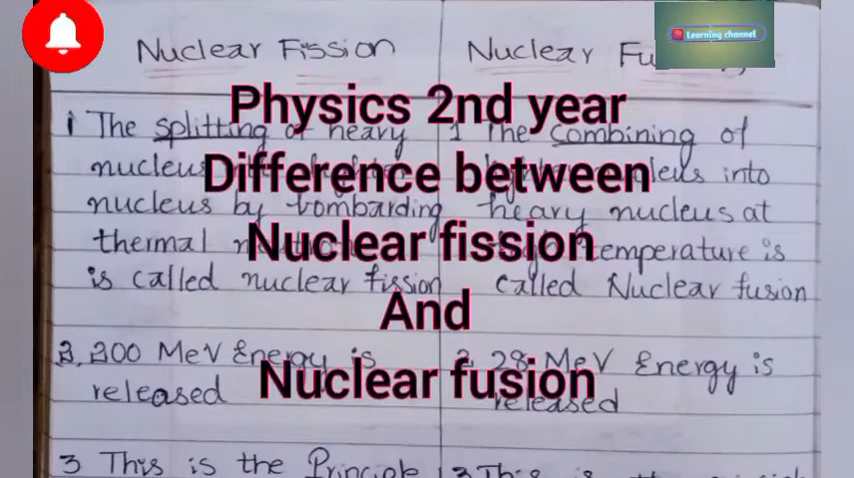 Learning channel
Physics 2nd year
Difference between
Nuclear fission
And
Nuclear fusion
Nuclear Fission
1 The splitting of heavy
nucleus
nucleus by bombarding
thermal
is called nuclear fission
2. 200 MeV Energy is
released
3 This is the Principle
Nuclear
1 The combining of
nucleus into
heavy nucleus at
temperature is
called Nuclear fusion
2 28 MeV Energy is
released
3 This is